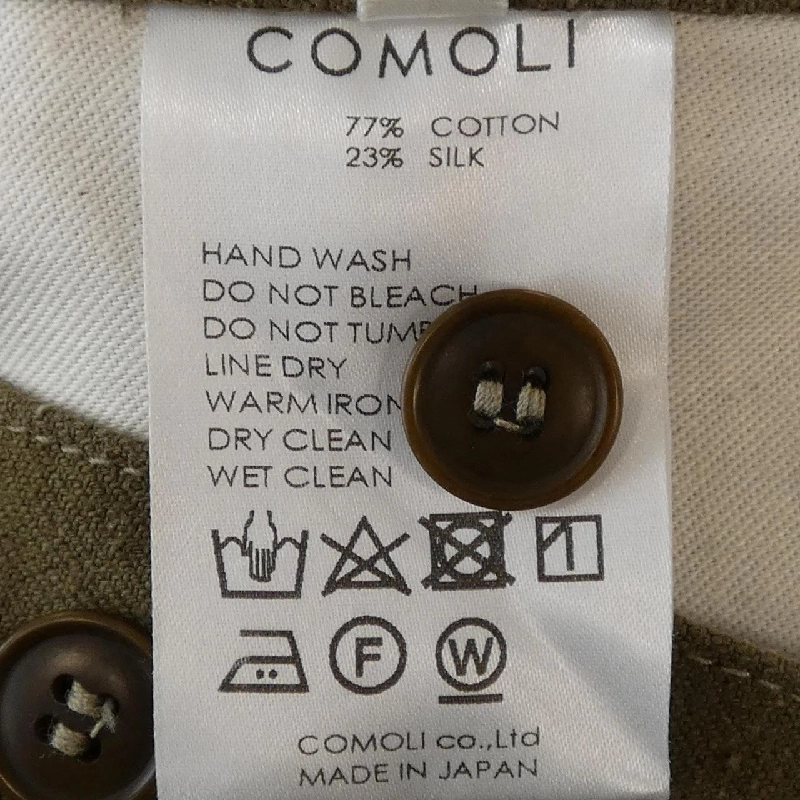 COMOLI
77% COTTON
23% SILK
HAND WASH
DO NOT BLEACH
DO NOT
LINE DRY
WARM IRON
DRY CLEAN
WET CLEAN
F W
COMOLI co.,Ltd
MADE IN JAPAN